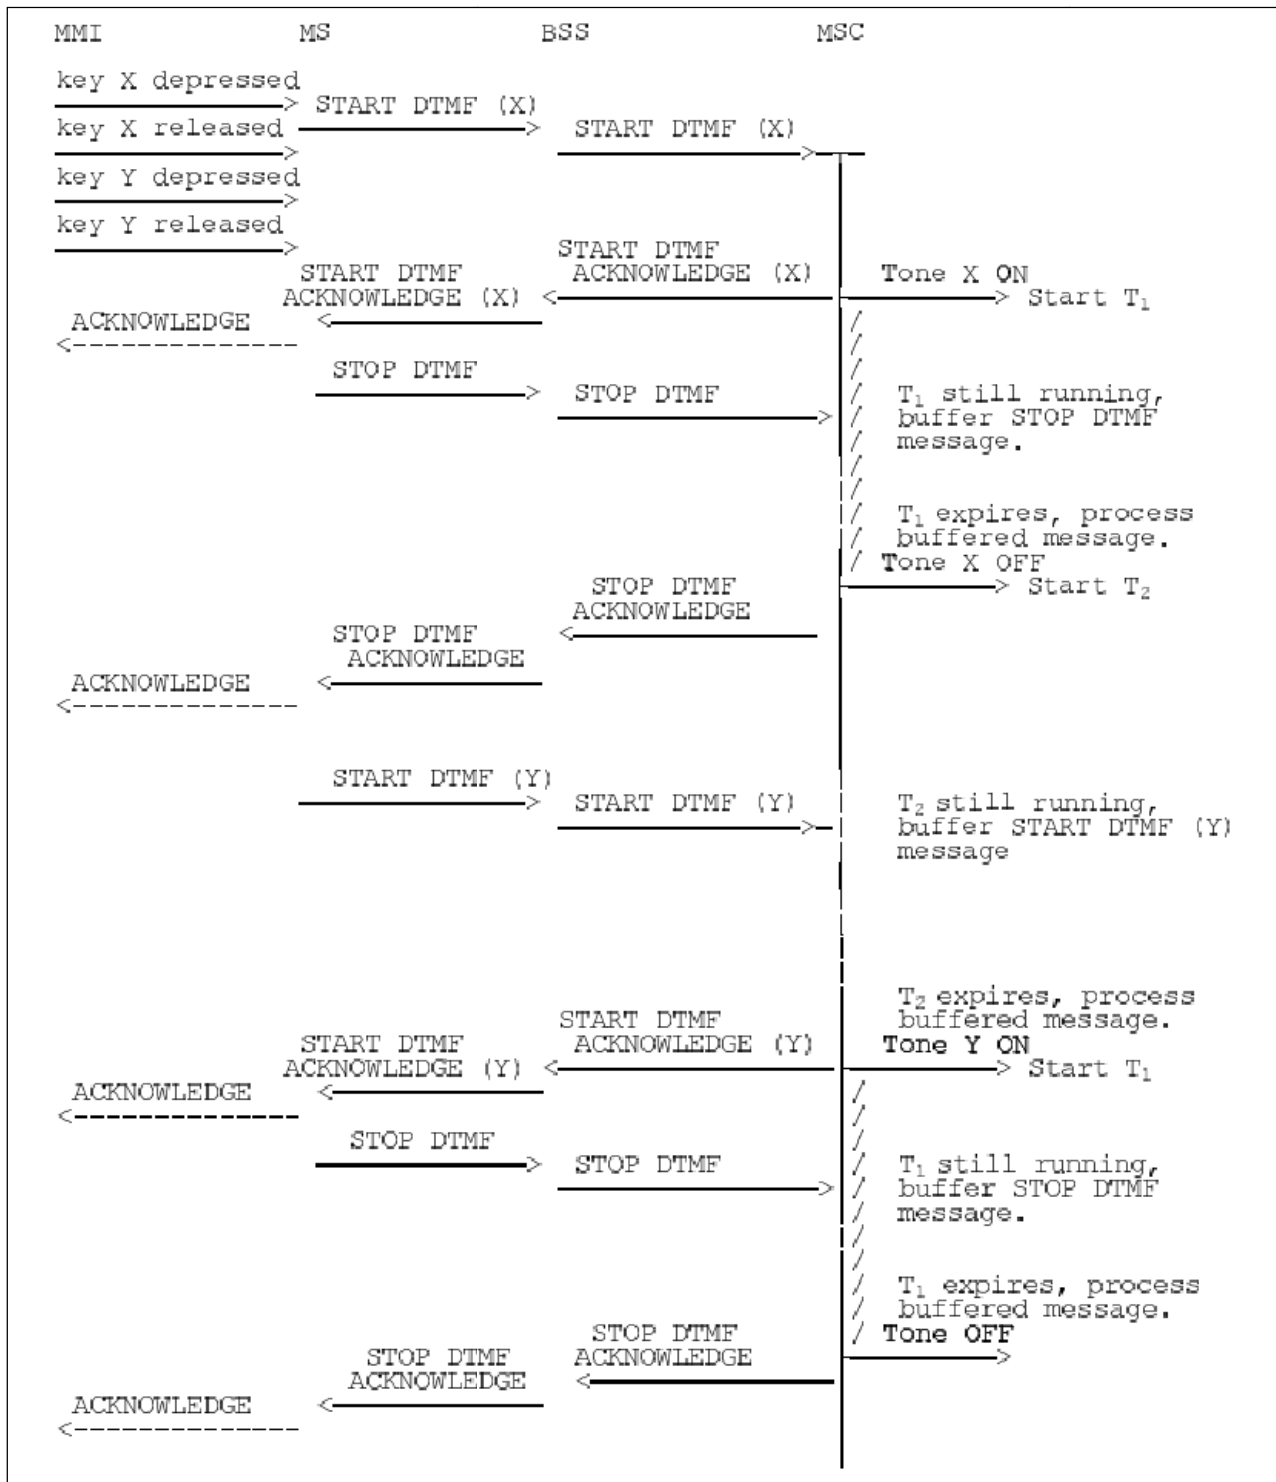 MMI MS BSS MSC
key X depressed
START DTMF (X)
key X released
START DTMF (X)
key Y depressed
key Y released
START DTMF
ACKNOWLEDGE (X)
Tone X ON
START DTMF
ACKNOWLEDGE (X)
Start T1
ACKNOWLEDGE
STOP DTMF
STOP DTMF
T1 still running,
buffer STOP DTMF
message.
T1 expires, process
buffered message.
Tone X OFF
Start T2
STOP DTMF
ACKNOWLEDGE
STOP DTMF
ACKNOWLEDGE
ACKNOWLEDGE
START DTMF (Y)
START DTMF (Y)
T2 still running,
buffer START DTMF (Y)
message
T2 expires, process
buffered message.
START DTMF
ACKNOWLEDGE (Y)
Tone Y ON
START DTMF
ACKNOWLEDGE (Y)
Start T1
ACKNOWLEDGE
STOP DTMF
STOP DTMF
T1 still running,
buffer STOP DTMF
message.
T1 expires, process
buffered message.
Tone OFF
STOP DTMF
ACKNOWLEDGE
STOP DTMF
ACKNOWLEDGE
ACKNOWLEDGE